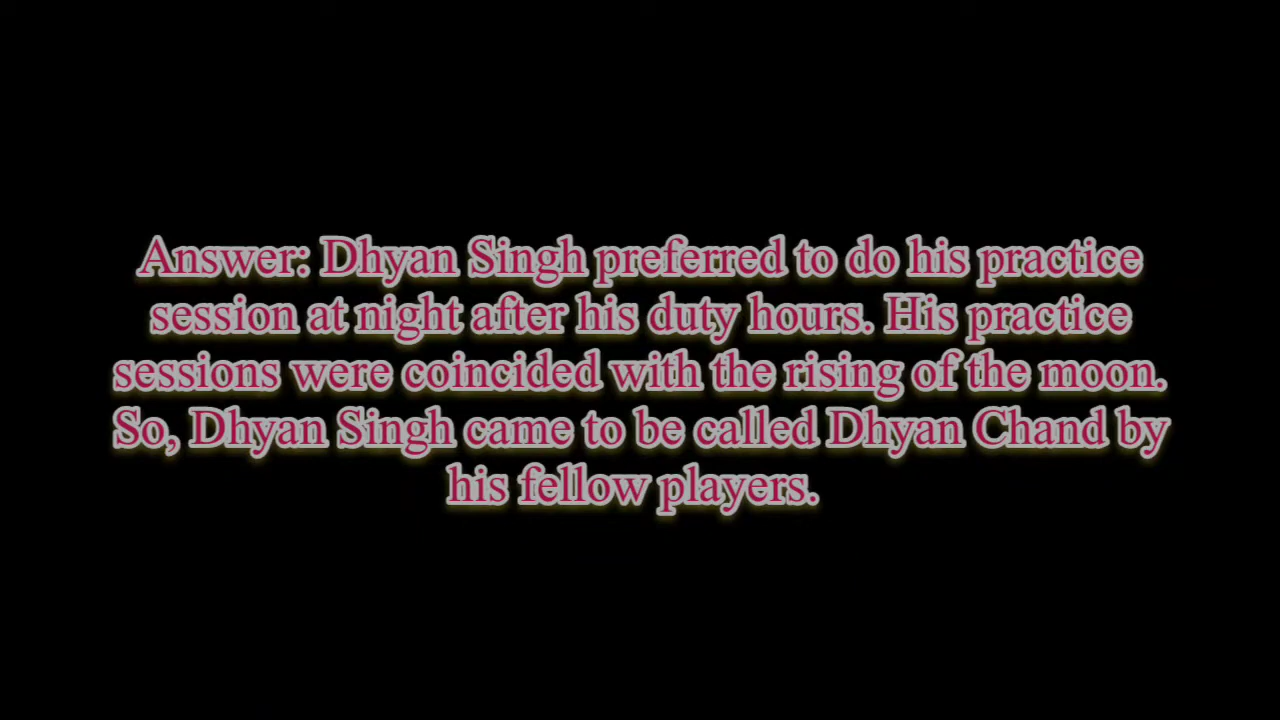 Answer: Dhyan Singh preferred to do his practice
session at night after his duty hours. His practice
sessions were coincided with the rising of the moon.
So, Dhyan Singh came to be called Dhyan Chand by
his fellow players.